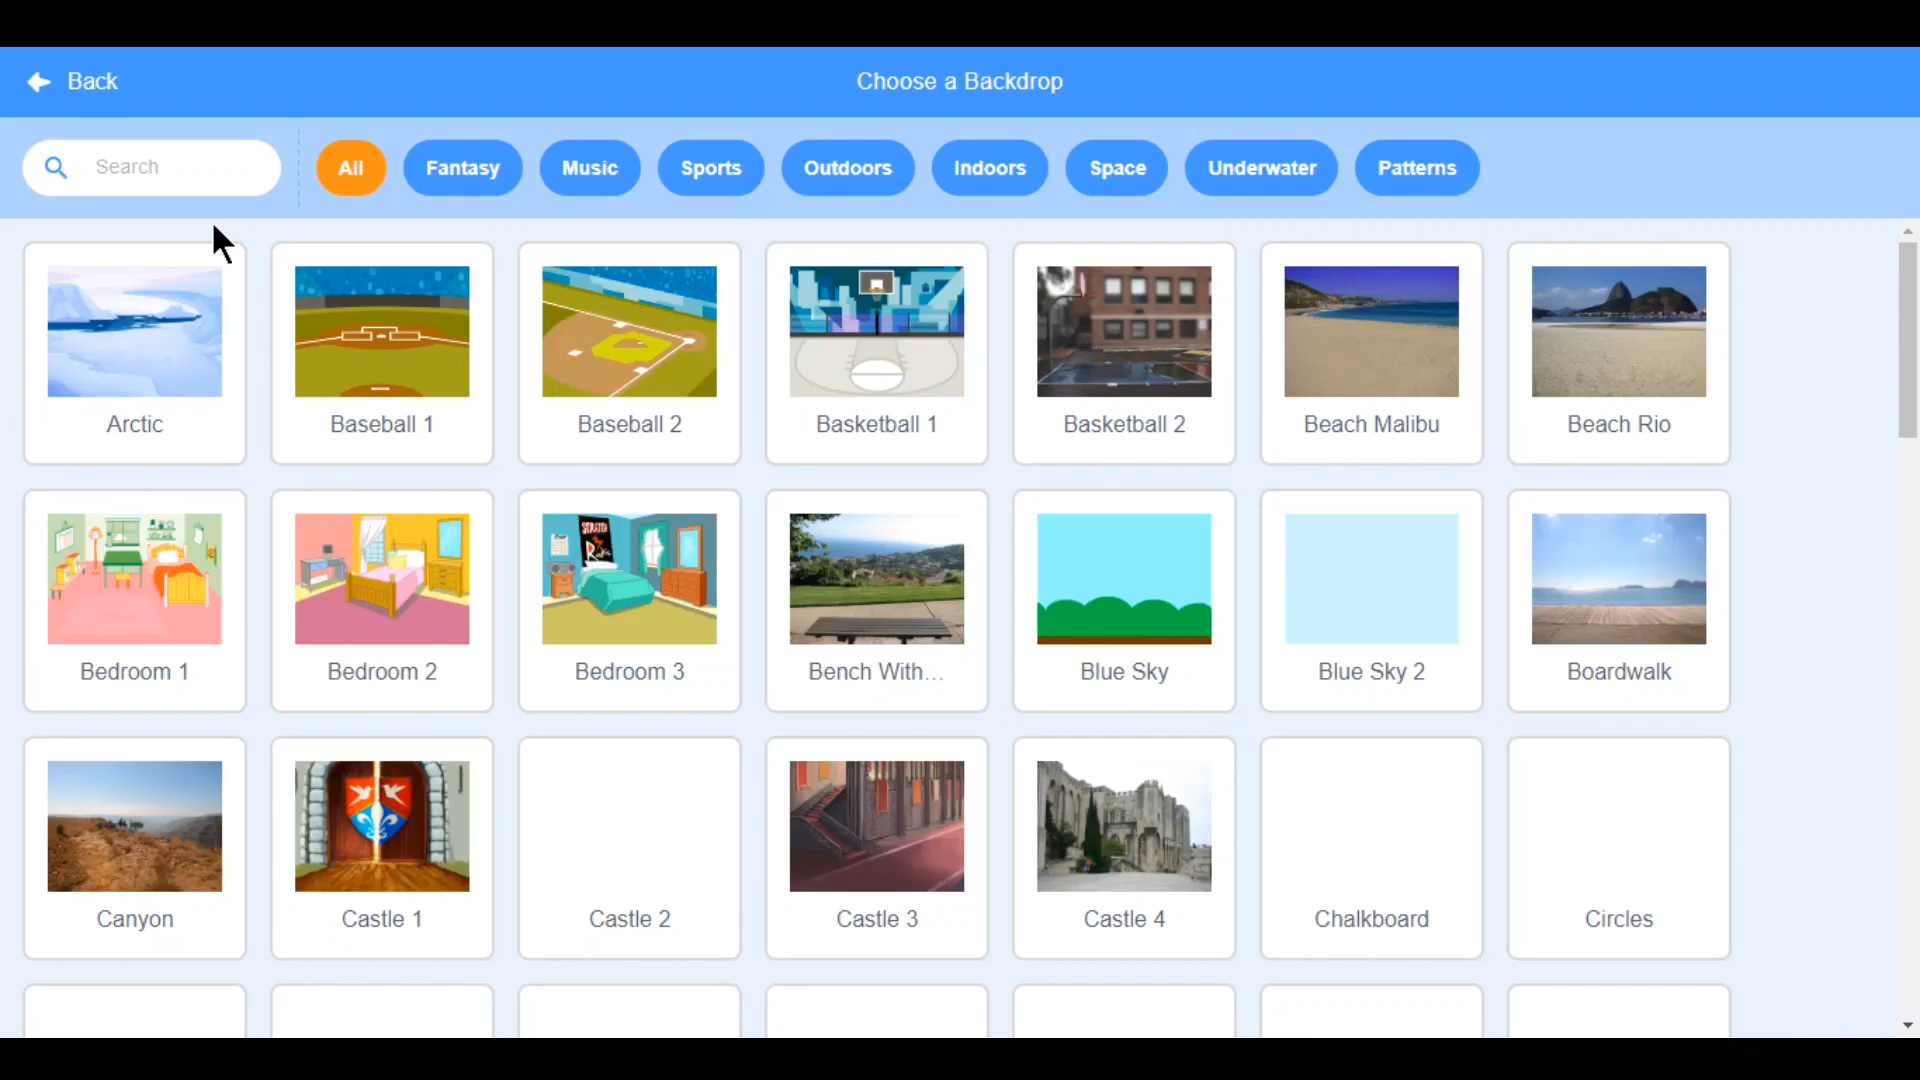 Back
Choose a Backdrop
Search
All
Fantasy
Music
Sports
Outdoors
Indoors
Space
Underwater
Patterns
Arctic
Baseball 1
Baseball 2
Basketball 1
Basketball 2
Beach Malibu
Beach Rio
Bedroom 1
Bedroom 2
Bedroom 3
Bench With...
Blue Sky
Blue Sky 2
Boardwalk
Canyon
Castle 1
Castle 2
Castle 3
Castle 4
Chalkboard
Circles